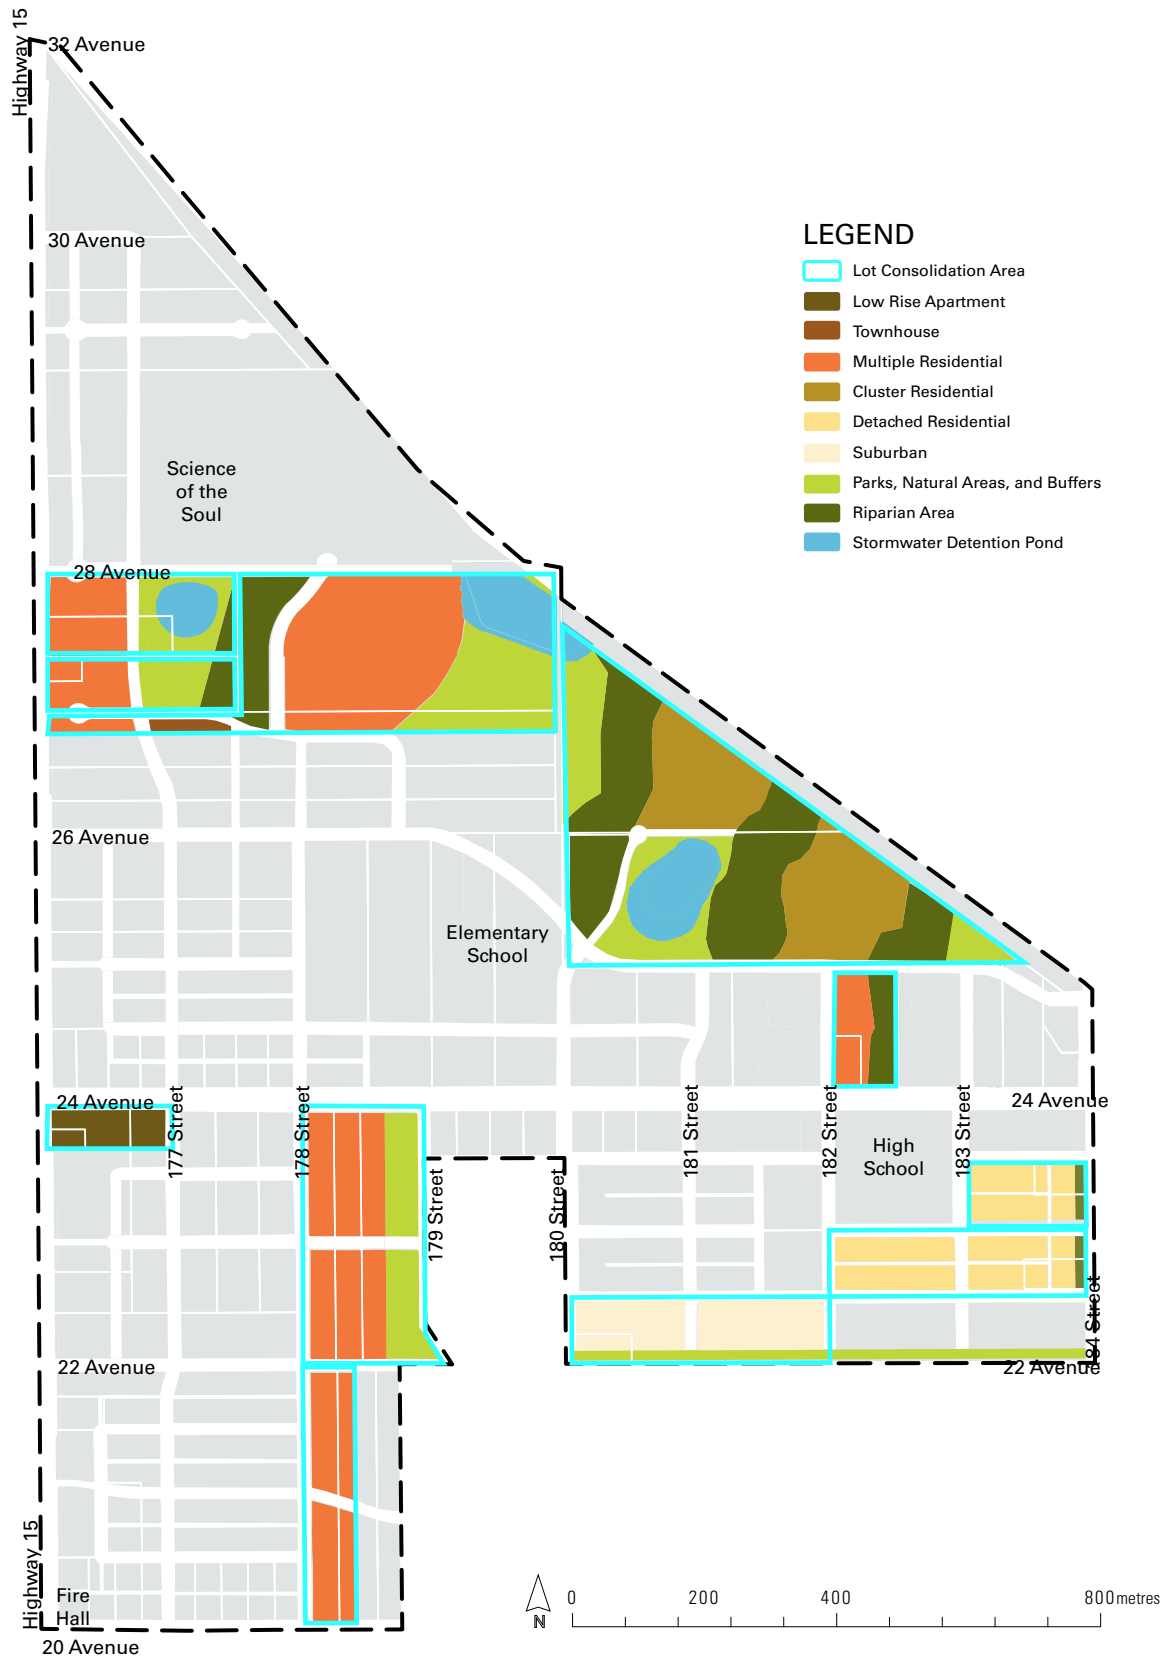 Highway 15
32 Avenue
30 Avenue
LEGEND
Lot Consolidation Area
Low Rise Apartment
Townhouse
Multiple Residential
Cluster Residential
Detached Residential
Suburban
Parks, Natural Areas, and Buffers
Riparian Area
Stormwater Detention Pond
Science
of the
Soul
28 Avenue
26 Avenue
Elementary
School
24 Avenue
24 Avenue
177 Street
178 Street
179 Street
180 Street
181 Street
182 Street
183 Street
184 Street
High
School
22 Avenue
22 Avenue
Highway 15
Fire
Hall
20 Avenue
N
0 200 400 800 metres